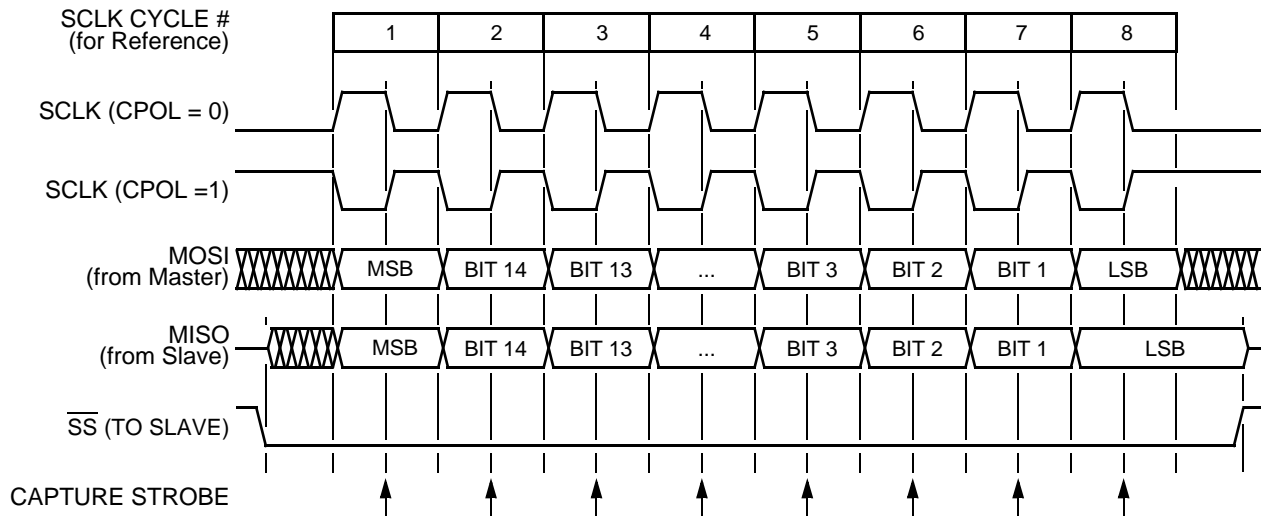 SCLK CYCLE #
(for Reference)
1 2 3 4 5 6 7 8
SCLK (CPOL = 0)
SCLK (CPOL =1)
MOSI
(from Master)
MSB BIT 14 BIT 13 ... BIT 3 BIT 2 BIT 1 LSB
MISO
(from Slave)
MSB BIT 14 BIT 13 ... BIT 3 BIT 2 BIT 1 LSB
SS (TO SLAVE)
CAPTURE STROBE